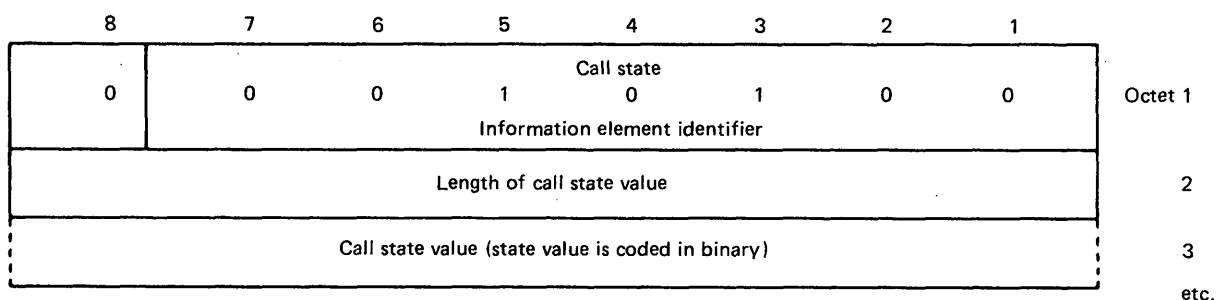 8 7 6 5 4 3 2 1
Call state
0 0 0 1 0 1 0 0 Octet 1
Information element identifier
Length of call state value 2
Call state value (state value is coded in binary) 3
etc.